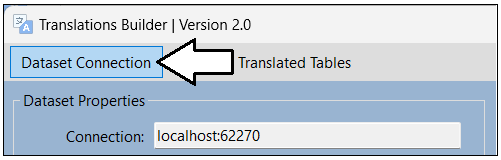 Translations Builder | Version 2.0
Dataset Connection Translated Tables
Dataset Properties
Connection: localhost:62270